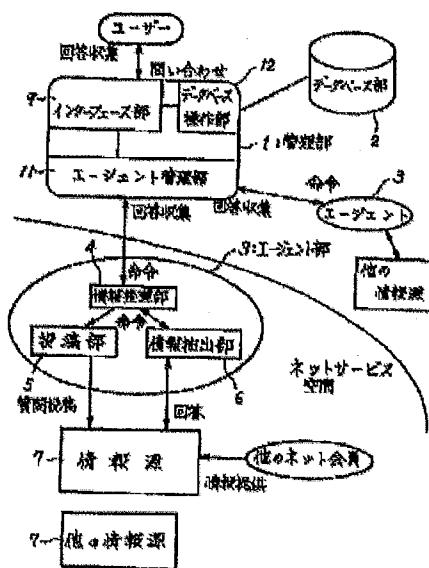 ユーザー
回答収集
問い合わせ
12
9
インターフェース部
データベース
操作部
データベース部
2
1:管理部
11
エージェント管理部
命令
3
回答収集
回答収集
エージェント
3:エージェント部
他の
情報源
4
命令
情報整理部
命令
投稿部
情報抽出部
5
6
ネットサービス
空間
質問投稿
回答
7
情報源
他のネット会員
情報提供
7
他の情報源